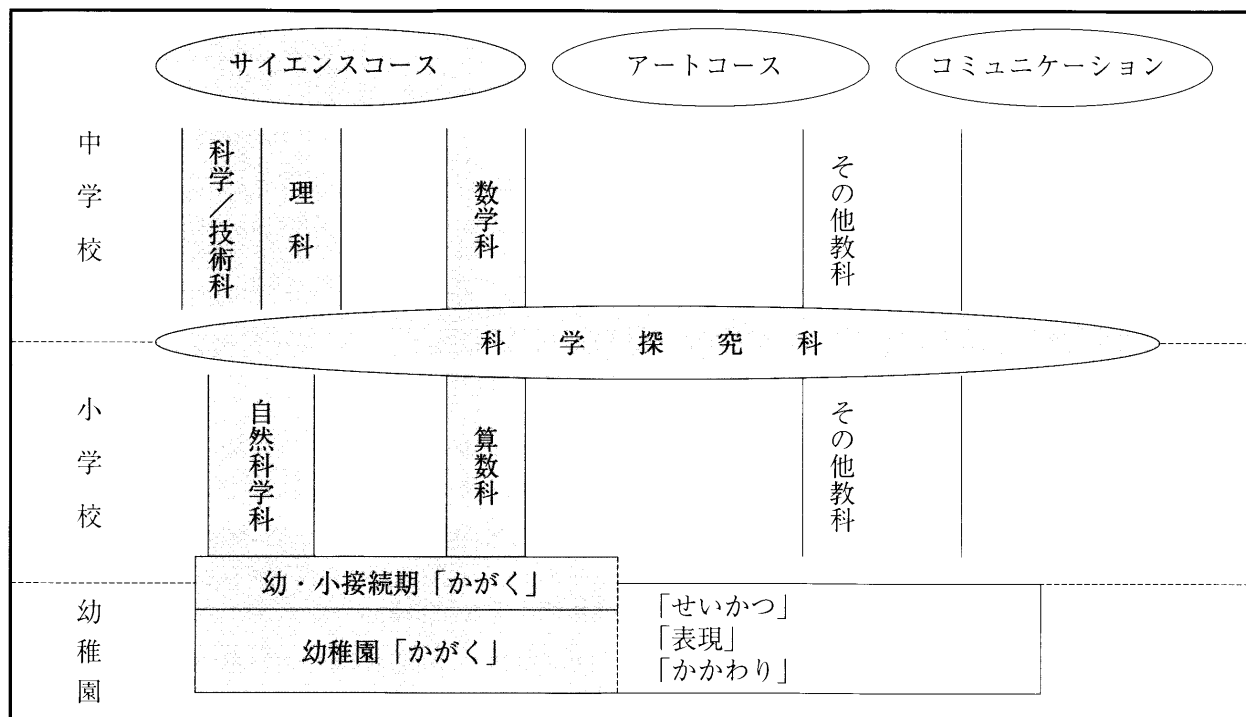 サイエンスコース
アートコース
コミュニケーション
中学校
科学／技術科
理科
数学科
その他教科
科学探究科
小学校
自然科学科
算数科
その他教科
幼・小接続期「かがく」
幼稚園
幼稚園「かがく」
「せいかつ」
「表現」
「かかわり」